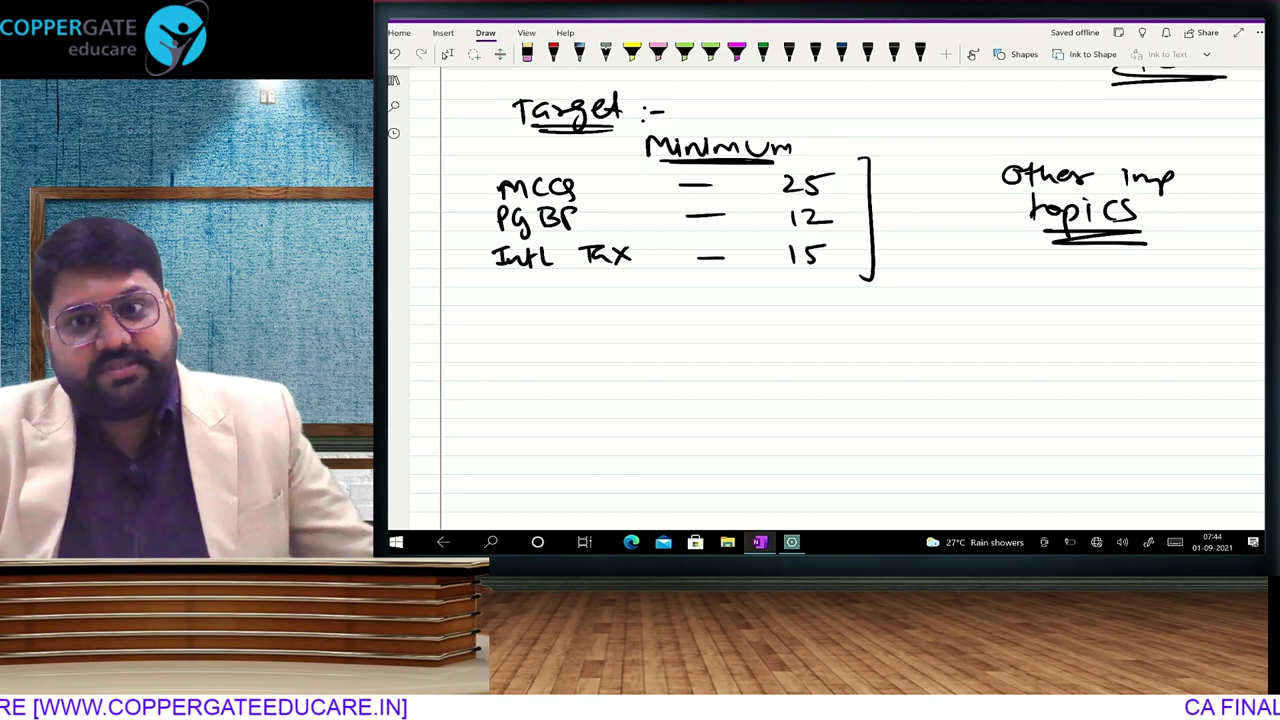 COPPERGATE
educare
Home Insert Draw View Help
Saved offline
Share
Shapes
Ink to Shape
Ink to Text
Target :-
Minimum
MCCQ — 25
PGBP — 12
Intl Tax — 15
Other imp
topics
27°C Rain showers
07:44
01-09-2021
RE [WWW.COPPERGATEEDUCARE.IN]
CA FINAL